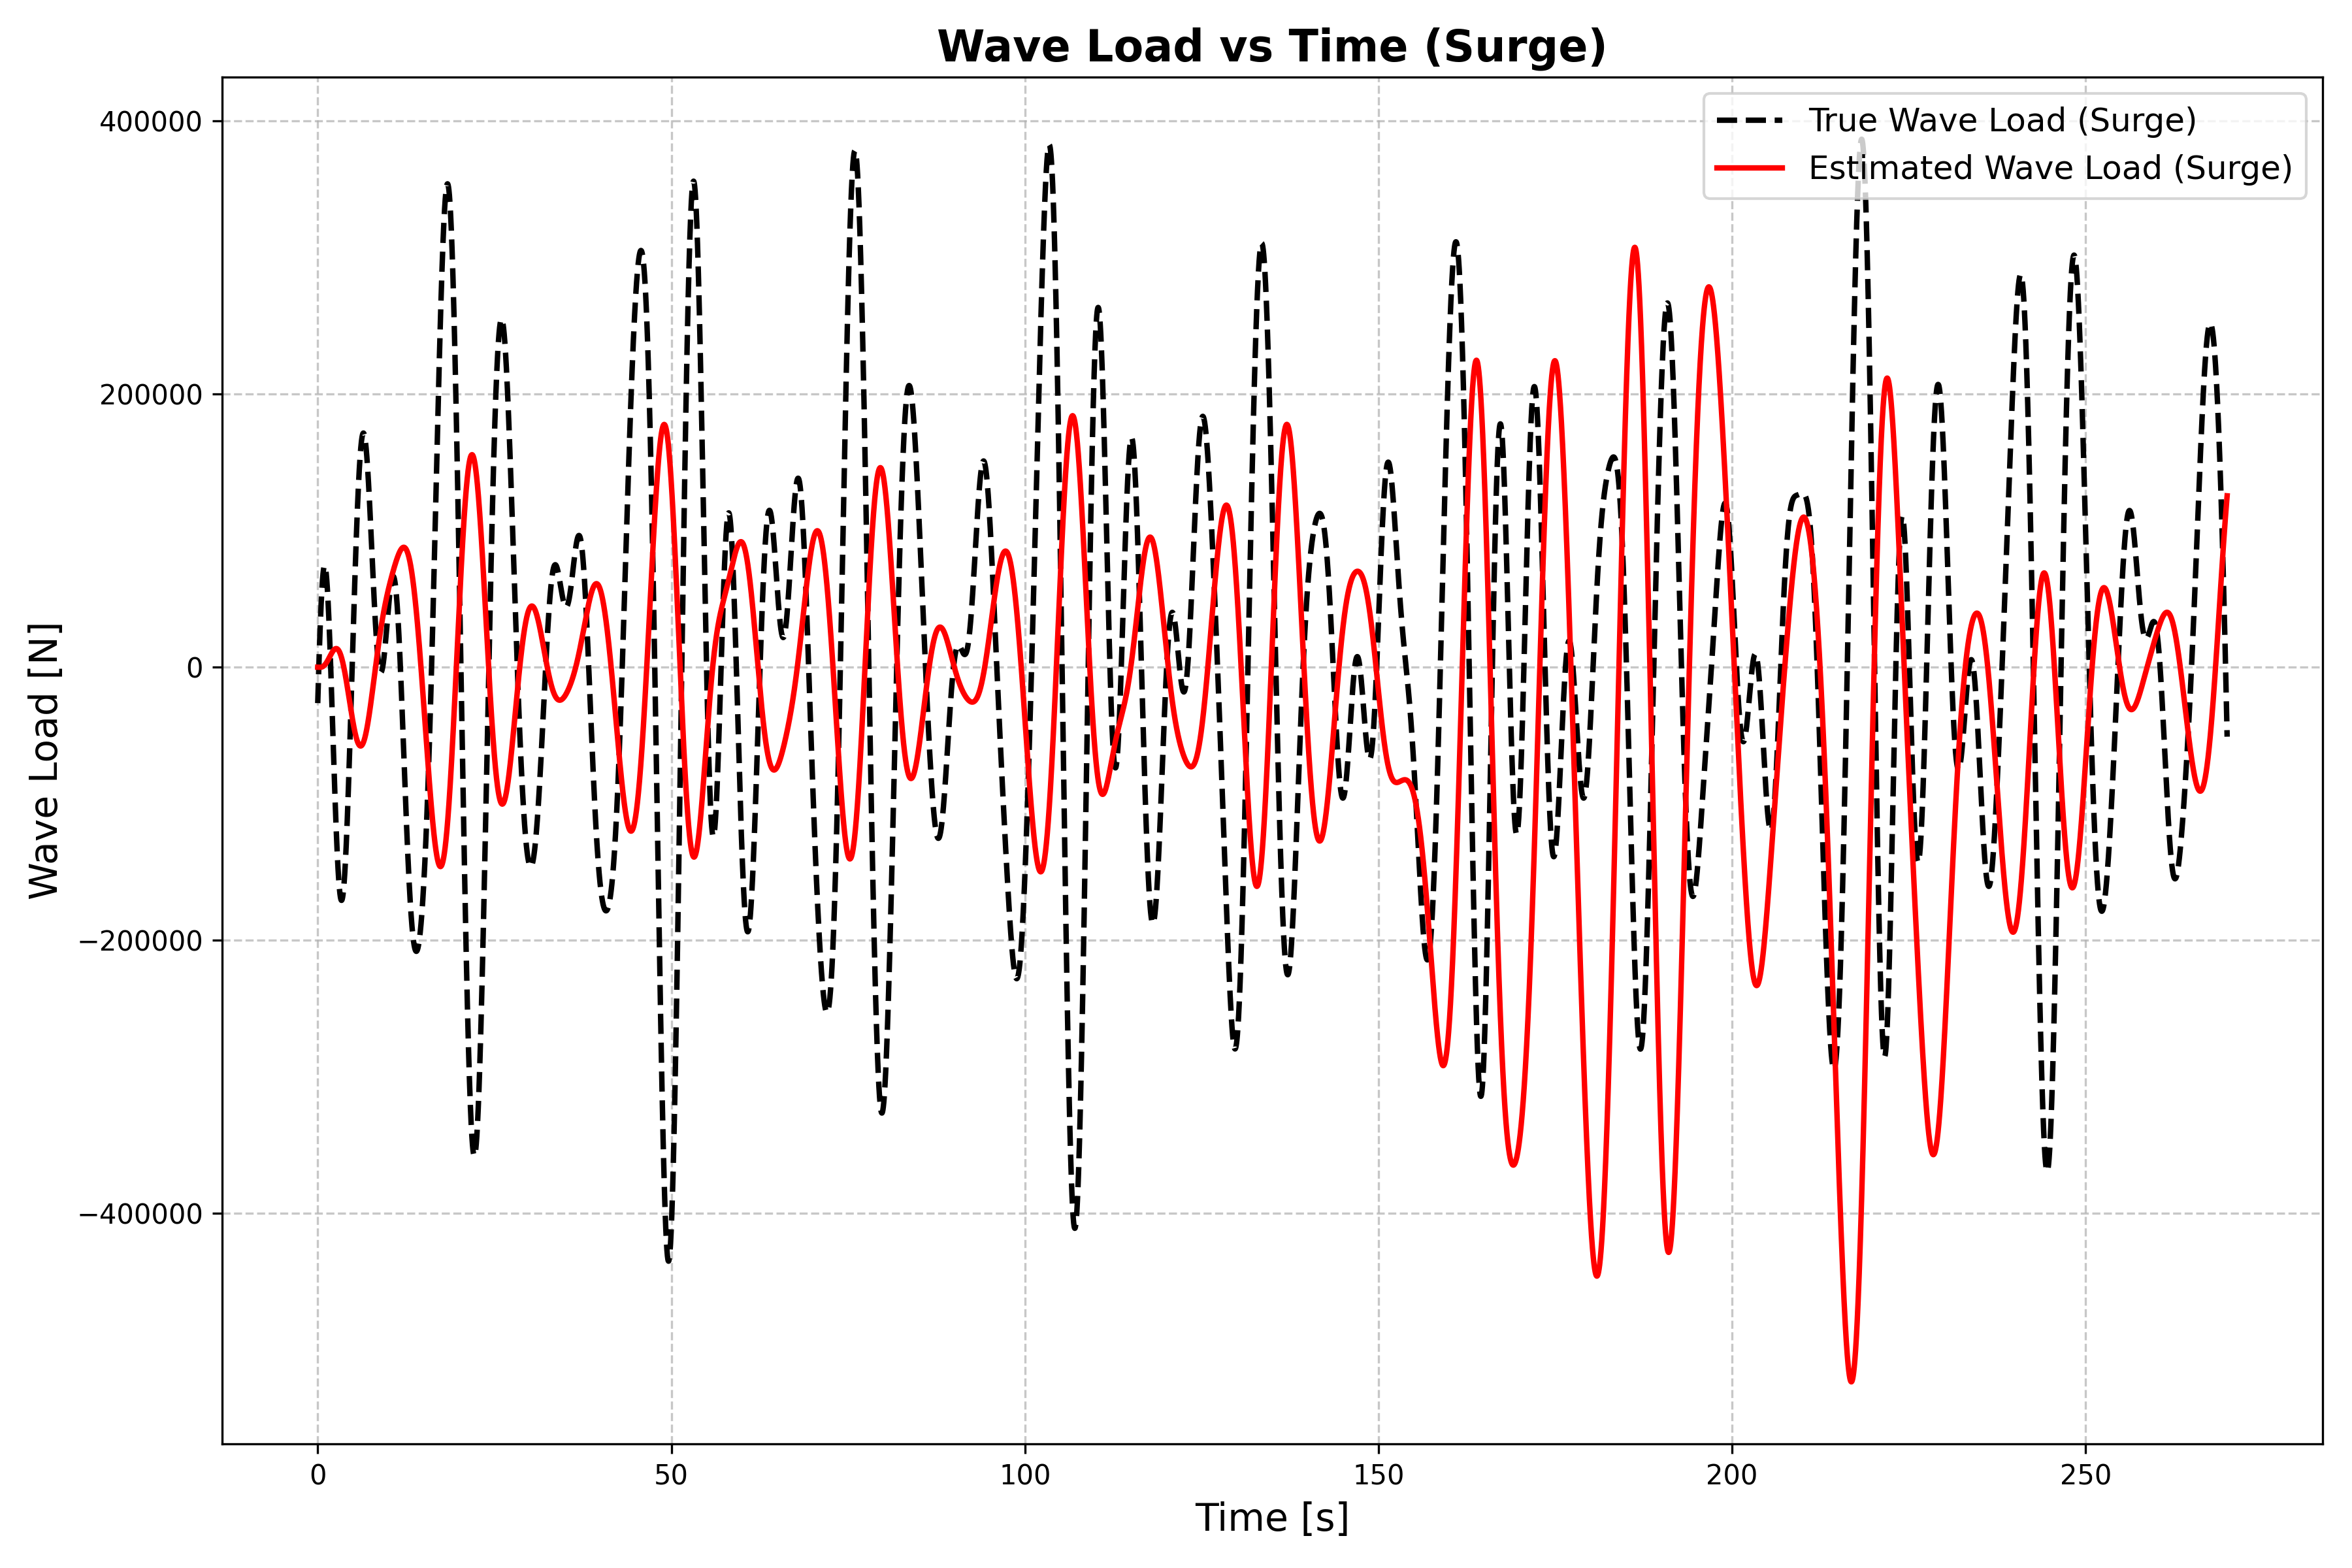 Wave Load vs Time (Surge)
True Wave Load (Surge)
Estimated Wave Load (Surge)
Wave Load [N]
400000
200000
0
−200000
−400000
0
50
100
150
200
250
Time [s]